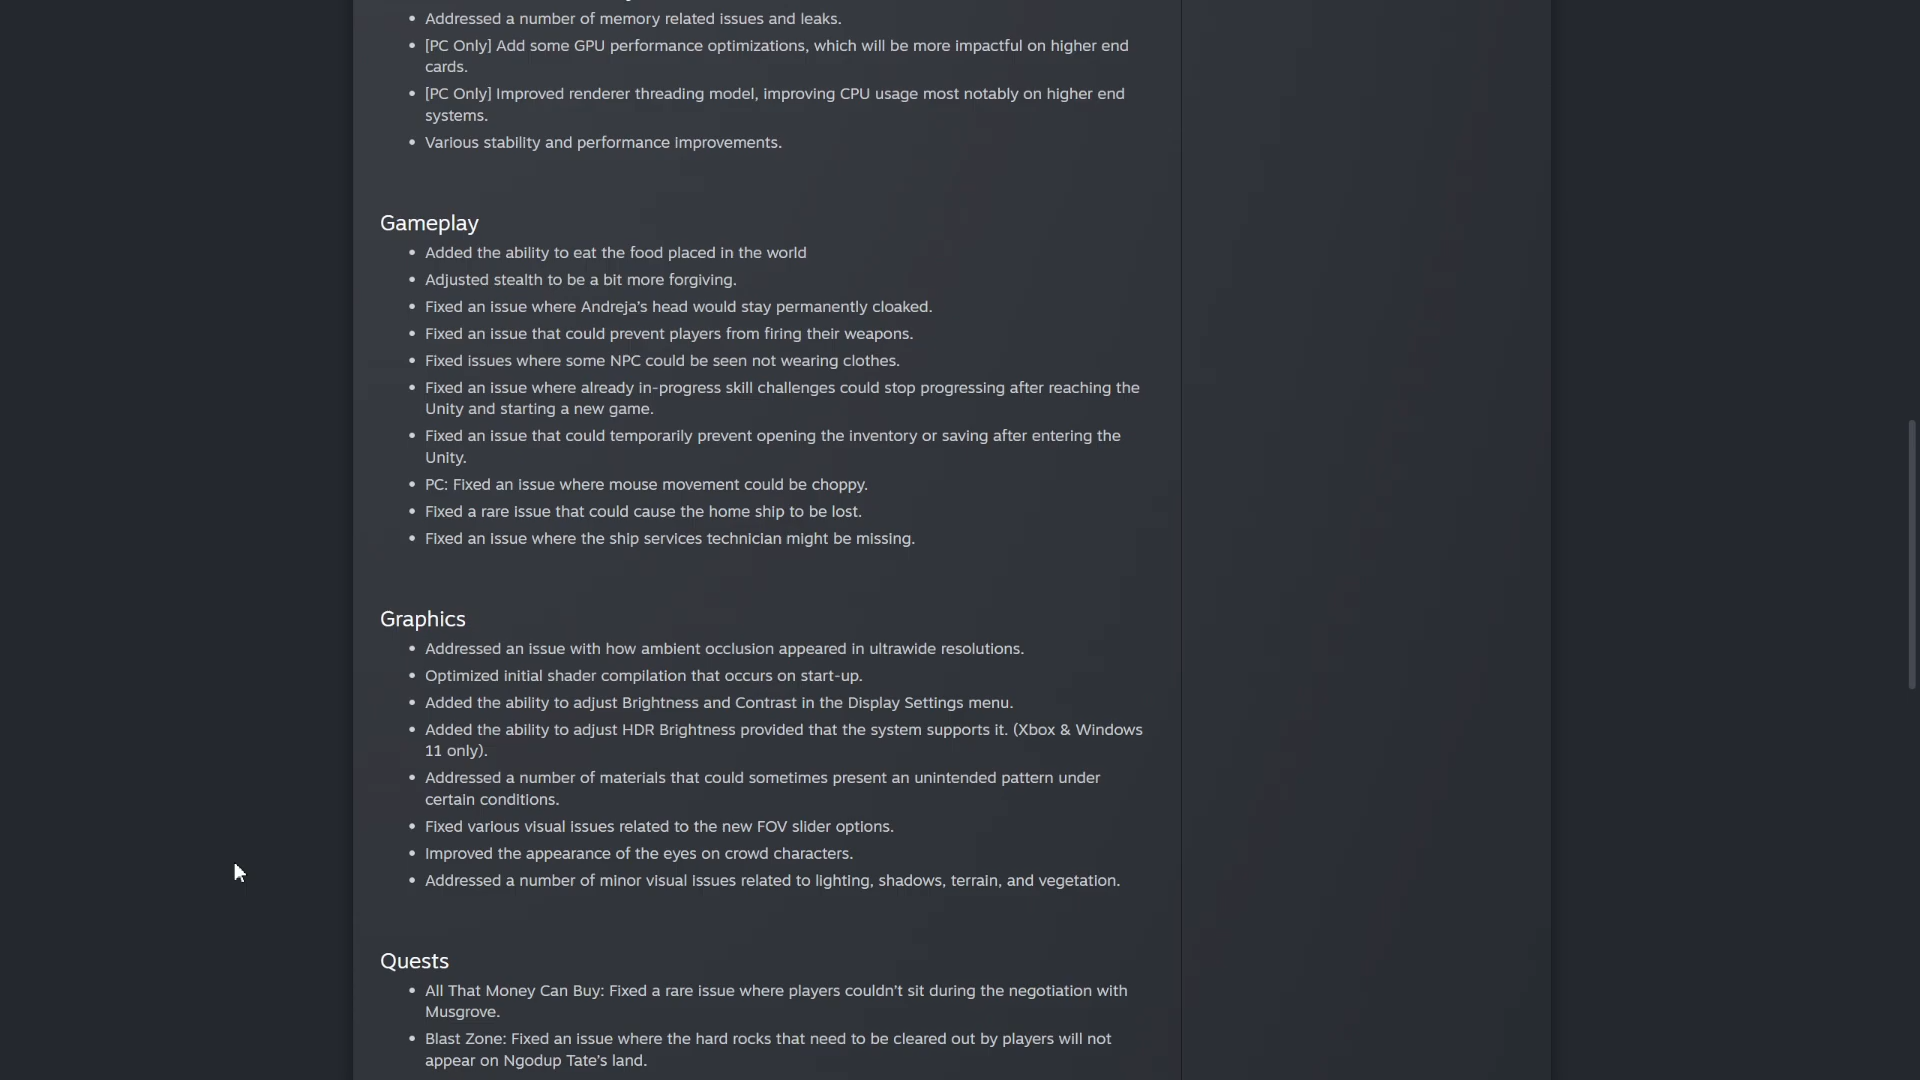 • Addressed a number of memory related issues and leaks.
• [PC Only] Add some GPU performance optimizations, which will be more impactful on higher end
cards.
• [PC Only] Improved renderer threading model, improving CPU usage most notably on higher end
systems.
• Various stability and performance improvements.
Gameplay
• Added the ability to eat the food placed in the world
• Adjusted stealth to be a bit more forgiving.
• Fixed an issue where Andreja's head would stay permanently cloaked.
• Fixed an issue that could prevent players from firing their weapons.
• Fixed issues where some NPC could be seen not wearing clothes.
• Fixed an issue where already in-progress skill challenges could stop progressing after reaching the
Unity and starting a new game.
• Fixed an issue that could temporarily prevent opening the inventory or saving after entering the
Unity.
• PC: Fixed an issue where mouse movement could be choppy.
• Fixed a rare issue that could cause the home ship to be lost.
• Fixed an issue where the ship services technician might be missing.
Graphics
• Addressed an issue with how ambient occlusion appeared in ultrawide resolutions.
• Optimized initial shader compilation that occurs on start-up.
• Added the ability to adjust Brightness and Contrast in the Display Settings menu.
• Added the ability to adjust HDR Brightness provided that the system supports it. (Xbox & Windows
11 only).
• Addressed a number of materials that could sometimes present an unintended pattern under
certain conditions.
• Fixed various visual issues related to the new FOV slider options.
• Improved the appearance of the eyes on crowd characters.
• Addressed a number of minor visual issues related to lighting, shadows, terrain, and vegetation.
Quests
• All That Money Can Buy: Fixed a rare issue where players couldn't sit during the negotiation with
Musgrove.
• Blast Zone: Fixed an issue where the hard rocks that need to be cleared out by players will not
appear on Ngodup Tate's land.